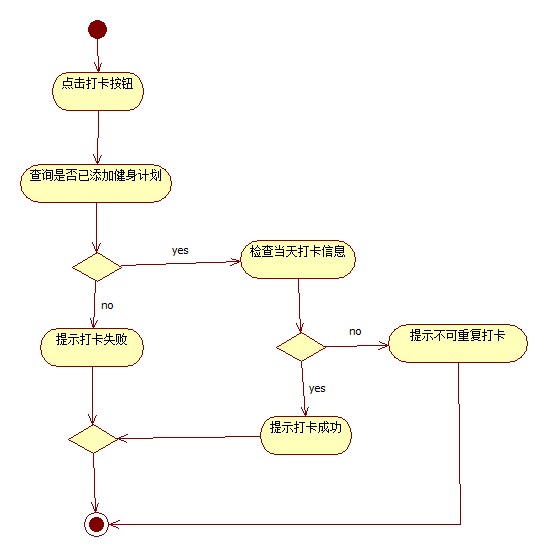 点击打卡按钮
查询是否已添加健身计划
yes
检查当天打卡信息
no
提示打卡失败
no
提示不可重复打卡
yes
提示打卡成功